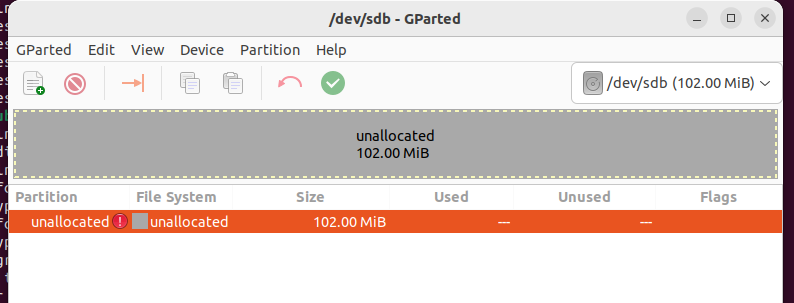 /dev/sdb - GParted
GParted Edit View Device Partition Help
/dev/sdb (102.00 MiB)
unallocated
102.00 MiB
Partition File System Size Used Unused Flags
unallocated unallocated 102.00 MiB --- ---